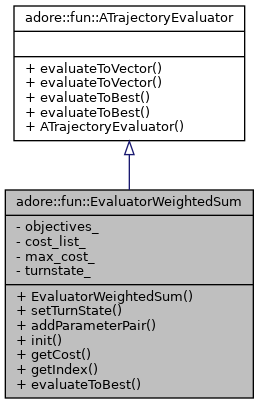 adore::fun::ATrajectoryEvaluator
+ evaluateToVector()
+ evaluateToVector()
+ evaluateToBest()
+ evaluateToBest()
+ ATrajectoryEvaluator()
adore::fun::EvaluatorWeightedSum
- objectives_
- cost_list_
- max_cost_
- turnstate_
+ EvaluatorWeightedSum()
+ setTurnState()
+ addParameterPair()
+ init()
+ getCost()
+ getIndex()
+ evaluateToBest()